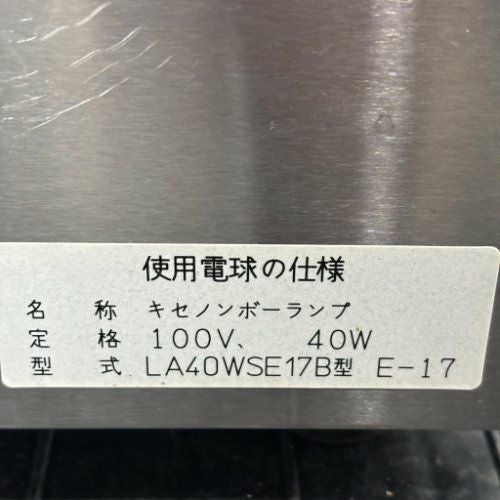 使用電球の仕様
名 称 キセノンボーランプ
定 格 100V、 40W
型 式 LA40WSE17B型 E-17